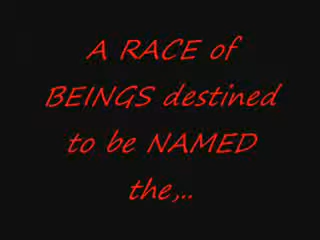 A RACE of
BEINGS destined
to be NAMED
the,..